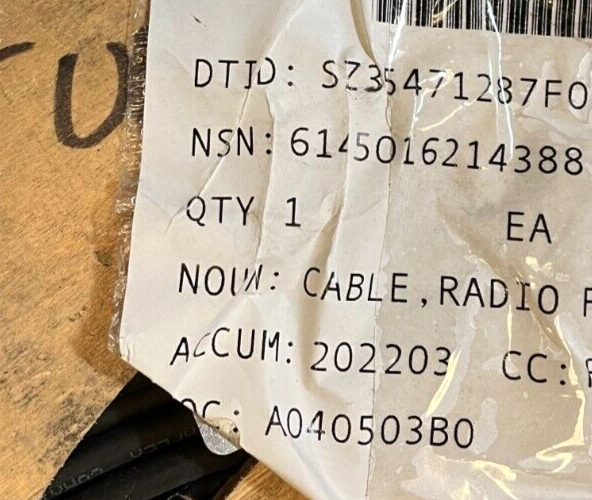 DTID: SZ35471287F0
NSN: 6145016214388
QTY 1 EA
NOUN: CABLE,RADIO F
ACCUM: 202203 CC:
OC: A040503B0